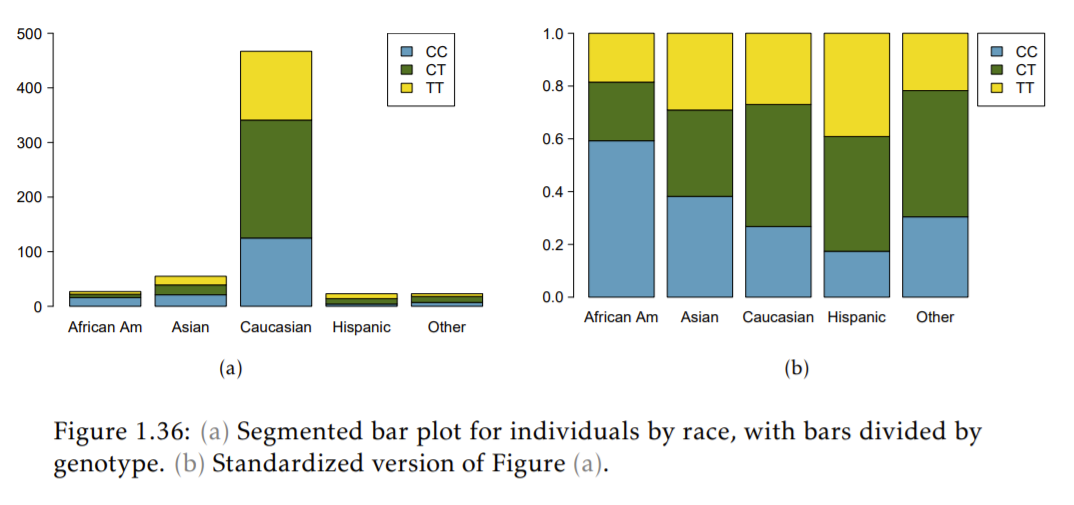 500
400
300
200
100
0
CC
CT
TT
African Am Asian Caucasian Hispanic Other
(a)
1.0
0.8
0.6
0.4
0.2
0.0
CC
CT
TT
African Am Asian Caucasian Hispanic Other
(b)
Figure 1.36: (a) Segmented bar plot for individuals by race, with bars divided by
genotype. (b) Standardized version of Figure (a).